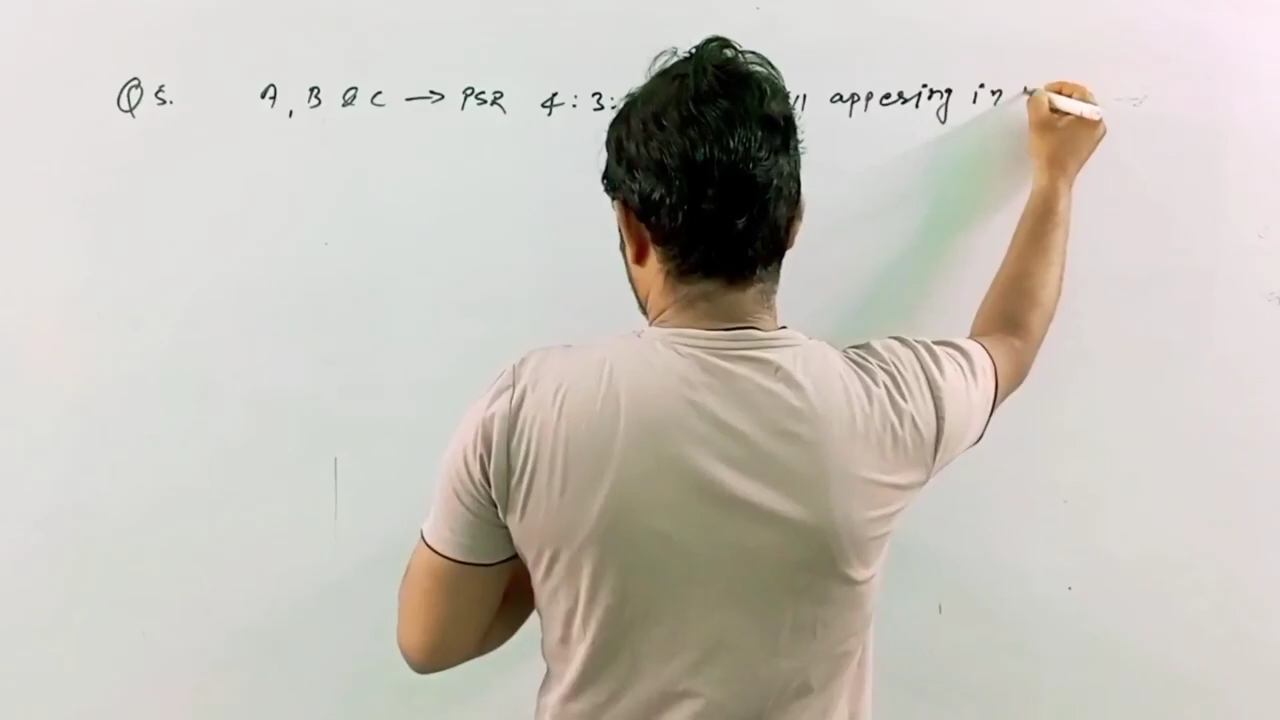 Q 5. A, B & C → PSR 4:3: appering in